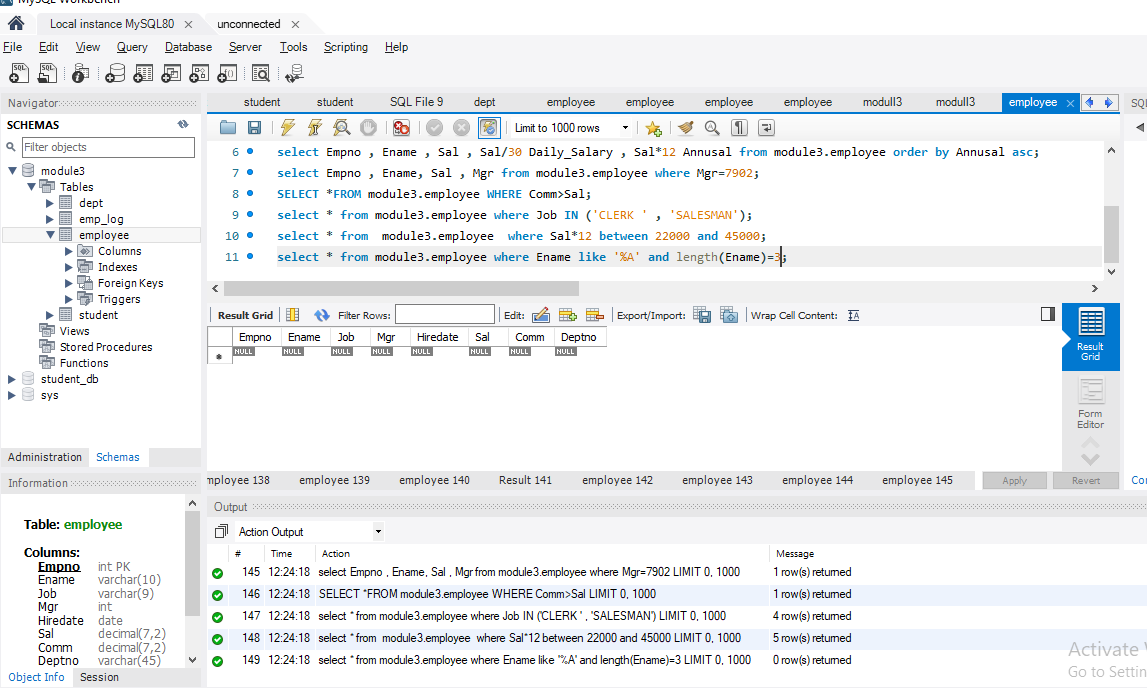 MySQL Workbench
Local instance MySQL80 ×
unconnected ×
File Edit View Query Database Server Tools Scripting Help
Navigator
student student SQL File 9 dept employee employee employee employee modull3 modull3 employee ×
SCHEMAS
Filter objects
module3
Tables
dept
emp_log
employee
Columns
Indexes
Foreign Keys
Triggers
student
Views
Stored Procedures
Functions
student_db
sys
Administration Schemas
Limit to 1000 rows
6 select Empno , Ename , Sal , Sal/30 Daily_Salary , Sal*12 Annusal from module3.employee order by Annusal asc;
7 select Empno , Ename, Sal , Mgr from module3.employee where Mgr=7902;
8 SELECT *FROM module3.employee WHERE Comm>Sal;
9 select * from module3.employee where Job IN ('CLERK ' , 'SALESMAN');
10 select * from module3.employee where Sal*12 between 22000 and 45000;
11 select * from module3.employee where Ename like '%A' and length(Ename)=3;
Result Grid Filter Rows: Edit: Export/Import: Wrap Cell Content:
Empno Ename Job Mgr Hiredate Sal Comm Deptno
NULL NULL NULL NULL NULL NULL NULL NULL
Result Grid
Form Editor
employee 139 employee 140 Result 141 employee 142 employee 143 employee 144 employee 145
Apply Revert
Information
Table: employee
Columns:
Empno int PK
Ename varchar(10)
Job varchar(9)
Mgr int
Hiredate date
Sal decimal(7,2)
Comm decimal(7,2)
Deptno varchar(45)
Object Info Session
Output
Action Output
# Time Action Message
145 12:24:18 select Empno , Ename, Sal , Mgr from module3.employee where Mgr=7902 LIMIT 0, 1000 1 row(s) returned
146 12:24:18 SELECT *FROM module3.employee WHERE Comm>Sal LIMIT 0, 1000 1 row(s) returned
147 12:24:18 select * from module3.employee where Job IN ('CLERK ' , 'SALESMAN') LIMIT 0, 1000 4 row(s) returned
148 12:24:18 select * from module3.employee where Sal*12 between 22000 and 45000 LIMIT 0, 1000 5 row(s) returned
149 12:24:18 select * from module3.employee where Ename like '%A' and length(Ename)=3 LIMIT 0, 1000 0 row(s) returned
Activate
Go to